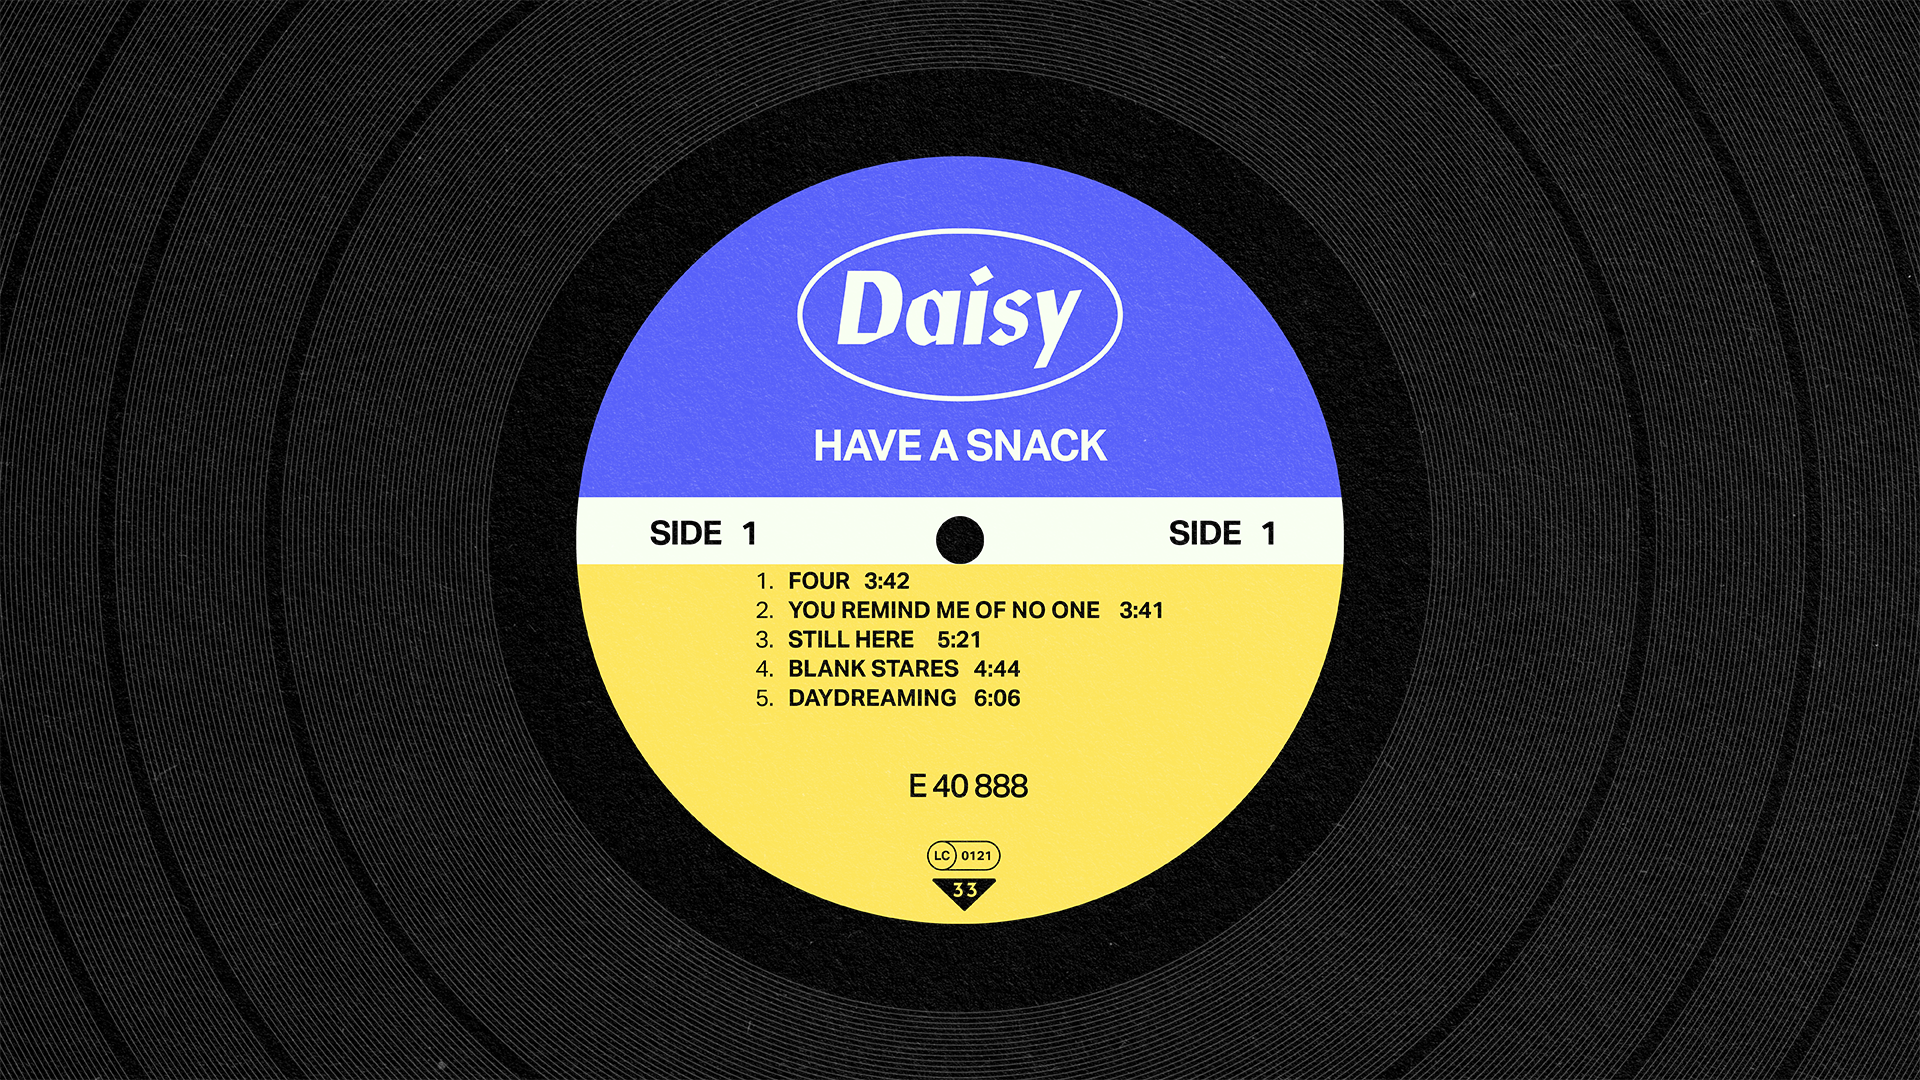 Daisy
HAVE A SNACK
SIDE 1 SIDE 1
1. FOUR 3:42
2. YOU REMIND ME OF NO ONE 3:41
3. STILL HERE 5:21
4. BLANK STARES 4:44
5. DAYDREAMING 6:06
E 40 888
LC 0121
33